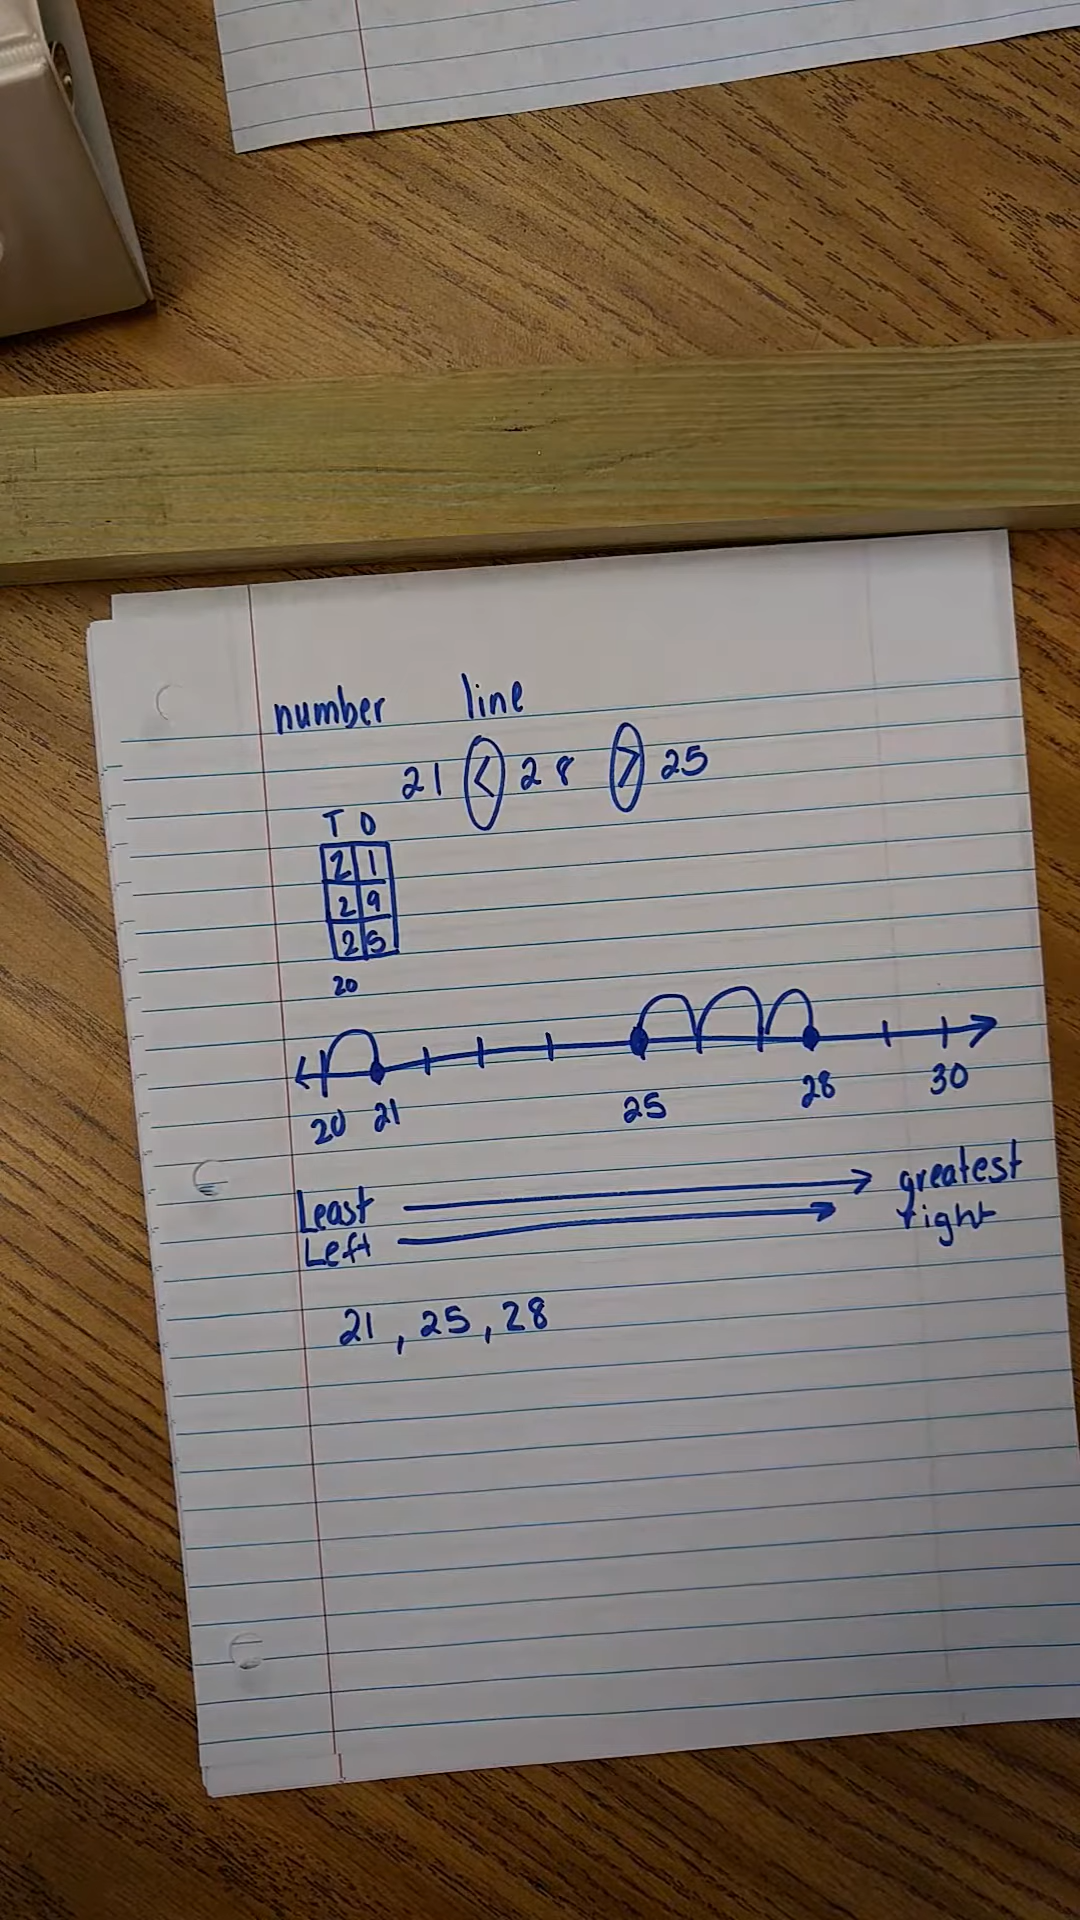 number line
21 < 28 > 25
T O
2 1
2 9
2 5
20
20 21 25 28 30
Least greatest
Left right
21 , 25 , 28